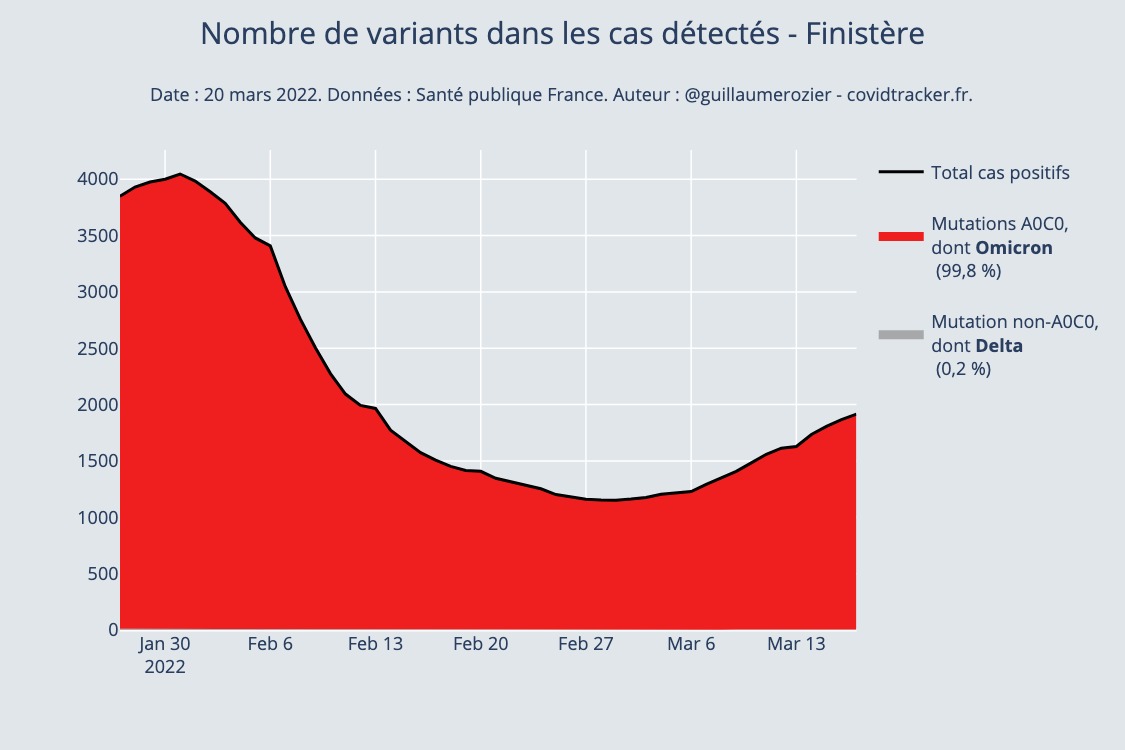 Nombre de variants dans les cas détectés - Finistère
Date : 20 mars 2022. Données : Santé publique France. Auteur : @guillaumerozier - covidtracker.fr.
4000
3500
3000
2500
2000
1500
1000
500
0
Jan 30
2022
Feb 6
Feb 13
Feb 20
Feb 27
Mar 6
Mar 13
Total cas positifs
Mutations A0C0,
dont Omicron
(99,8 %)
Mutation non-A0C0,
dont Delta
(0,2 %)